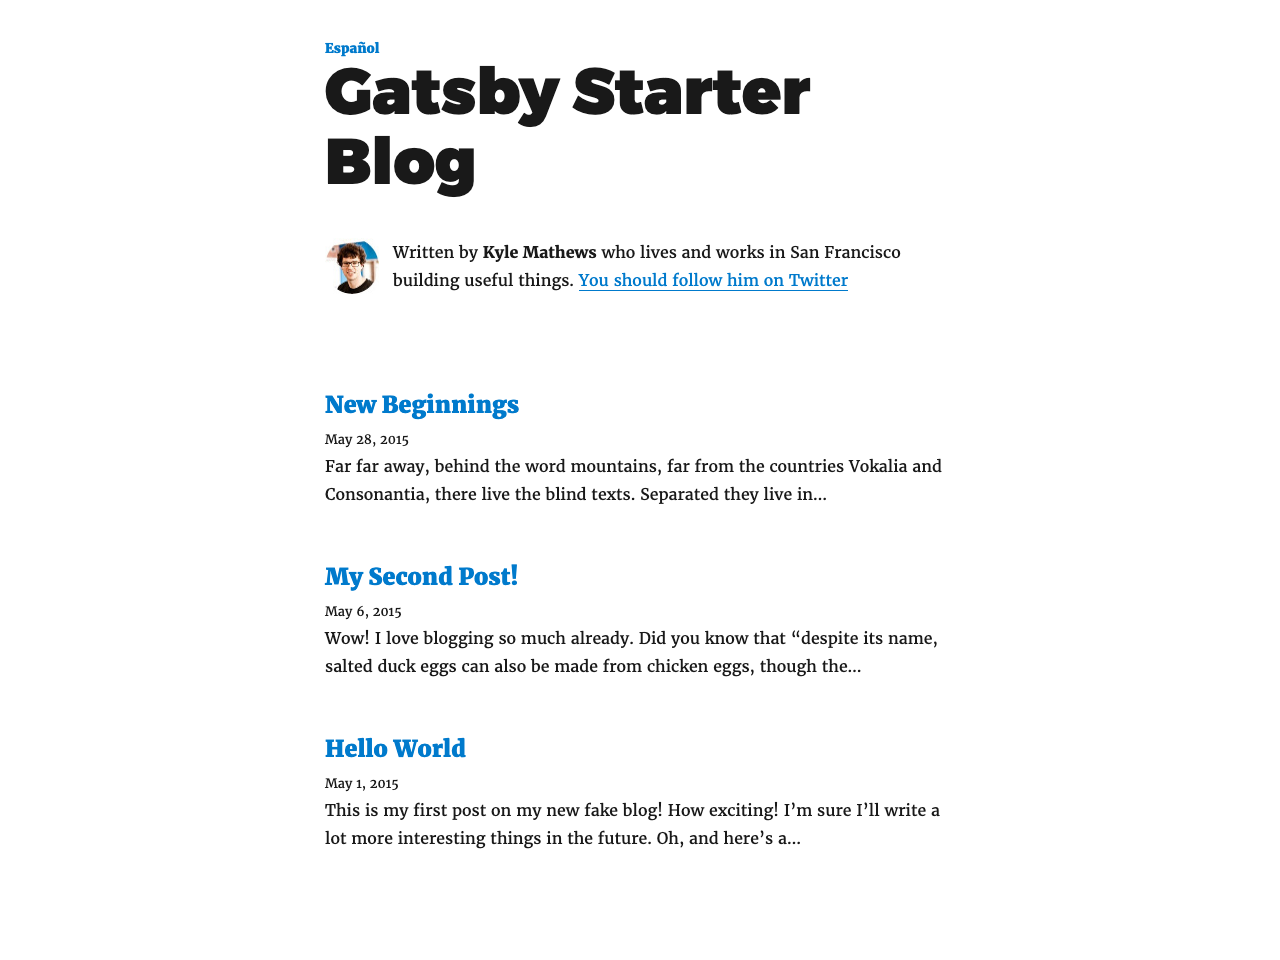 Español
Gatsby Starter
Blog
Written by Kyle Mathews who lives and works in San Francisco
building useful things. You should follow him on Twitter
New Beginnings
May 28, 2015
Far far away, behind the word mountains, far from the countries Vokalia and
Consonantia, there live the blind texts. Separated they live in…
My Second Post!
May 6, 2015
Wow! I love blogging so much already. Did you know that “despite its name,
salted duck eggs can also be made from chicken eggs, though the…
Hello World
May 1, 2015
This is my first post on my new fake blog! How exciting! I’m sure I’ll write a
lot more interesting things in the future. Oh, and here’s a…